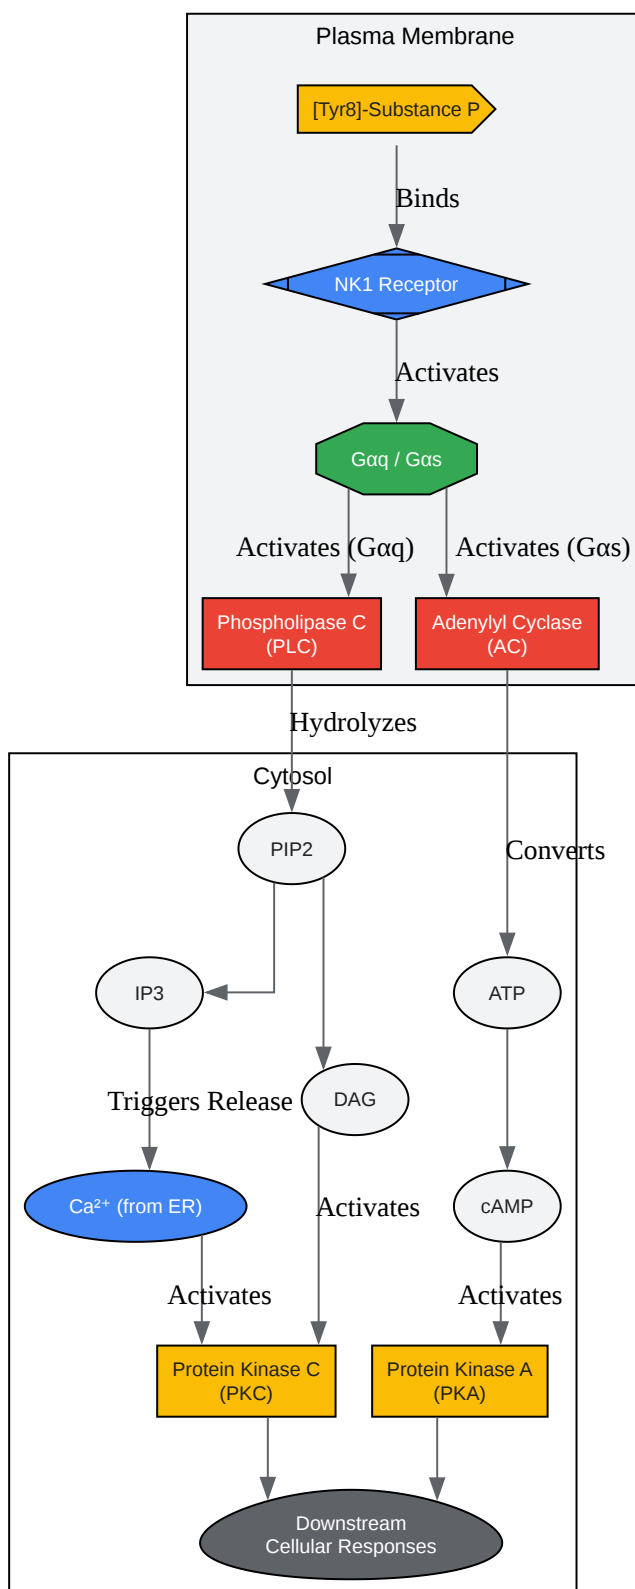 Plasma Membrane
[Tyr8]-Substance P
Binds
NK1 Receptor
Activates
Gαq / Gαs
Activates (Gαq)
Activates (Gαs)
Phospholipase C
(PLC)
Adenylyl Cyclase
(AC)
Hydrolyzes
Cytosol
PIP2
Converts
IP3
ATP
Triggers Release
DAG
Ca²⁺ (from ER)
Activates
cAMP
Activates
Activates
Protein Kinase C
(PKC)
Protein Kinase A
(PKA)
Downstream
Cellular Responses